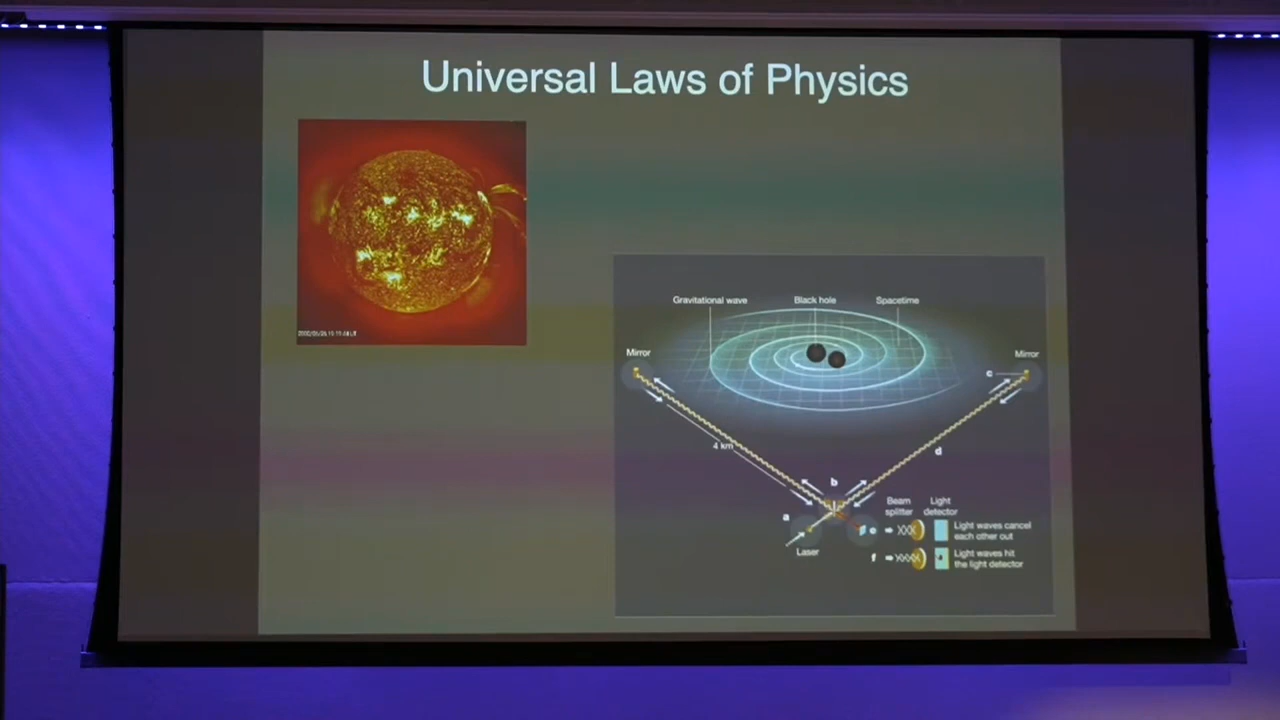 Universal Laws of Physics
Gravitational wave
Black hole
Spacetime
Mirror
Mirror
c
4 km
d
b
a
Beam
splitter
Light
detector
e
Light waves cancel
each other out
Laser
f
Light waves hit
the light detector